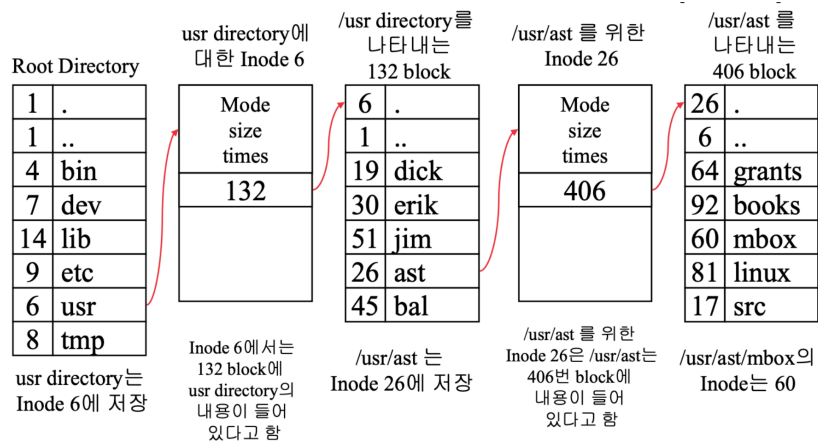 Root Directory
1 .
1 ..
4 bin
7 dev
14 lib
9 etc
6 usr
8 tmp
usr directory는
Inode 6에 저장
usr directory에
대한 Inode 6
Mode
size
times
132
Inode 6에서는
132 block에
usr directory의
내용이 들어
있다고 함
/usr directory를
나타내는
132 block
6 .
1 ..
19 dick
30 erik
51 jim
26 ast
45 bal
/usr/ast 는
Inode 26에 저장
/usr/ast 를 위한
Inode 26
Mode
size
times
406
/usr/ast 를 위한
Inode 26은 /usr/ast는
406번 block에
내용이 들어
있다고 함
/usr/ast 를
나타내는
406 block
26 .
6 ..
64 grants
92 books
60 mbox
81 linux
17 src
/usr/ast/mbox의
Inode는 60